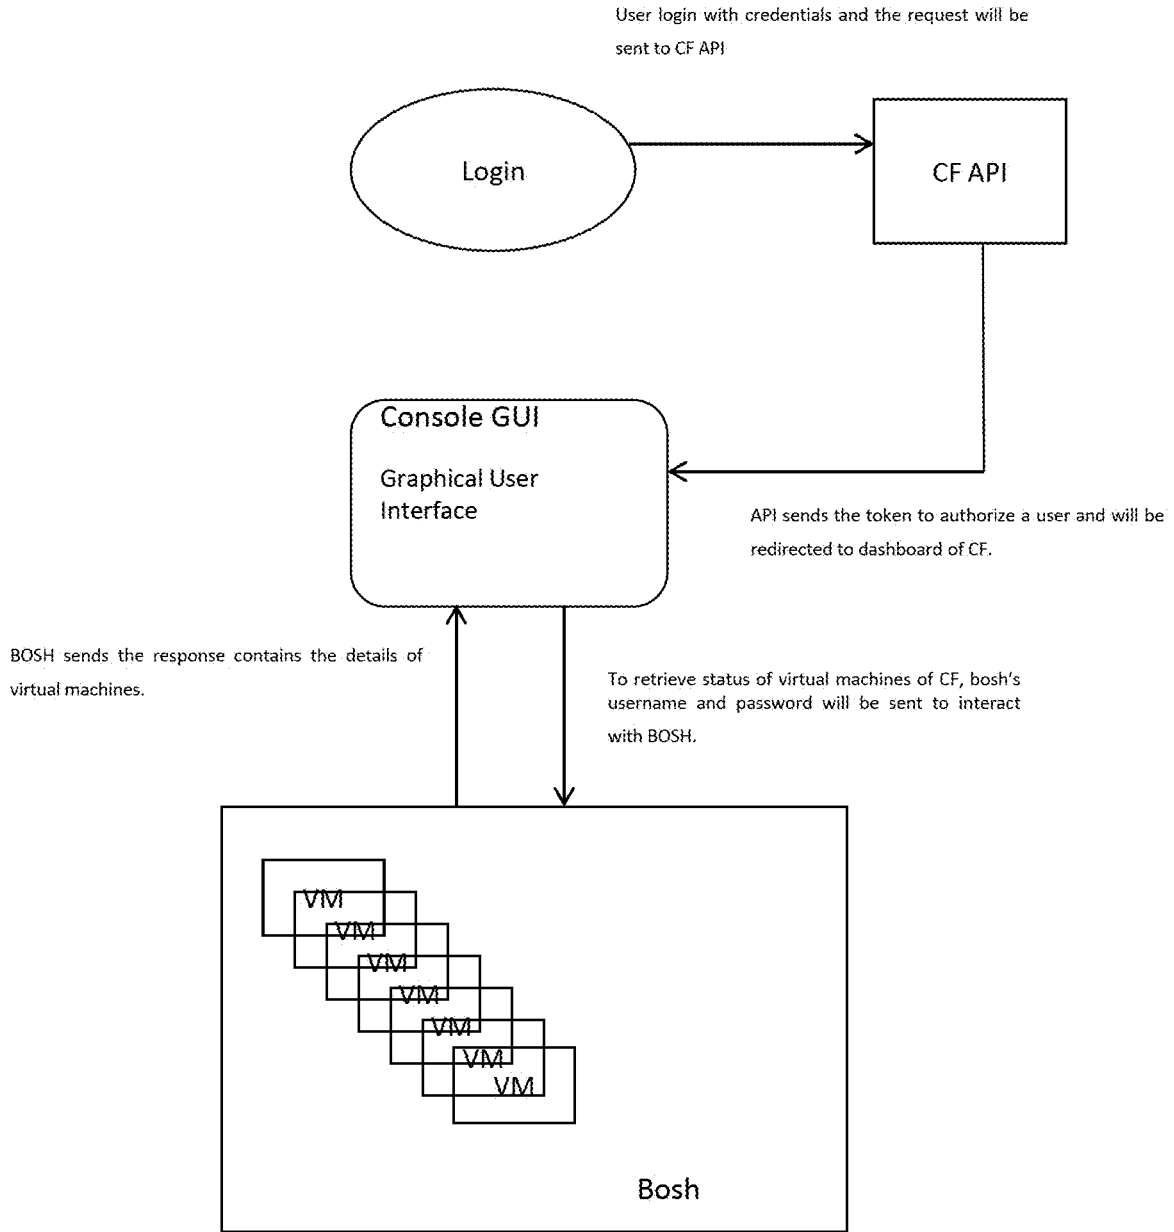 User login with credentials and the request will be
sent to CF API
Login
CF API
Console GUI
Graphical User
Interface
API sends the token to authorize a user and will be
redirected to dashboard of CF.
BOSH sends the response contains the details of
virtual machines.
To retrieve status of virtual machines of CF, bosh's
username and password will be sent to interact
with BOSH.
VM
VM
VM
VM
VM
VM
VM
Bosh